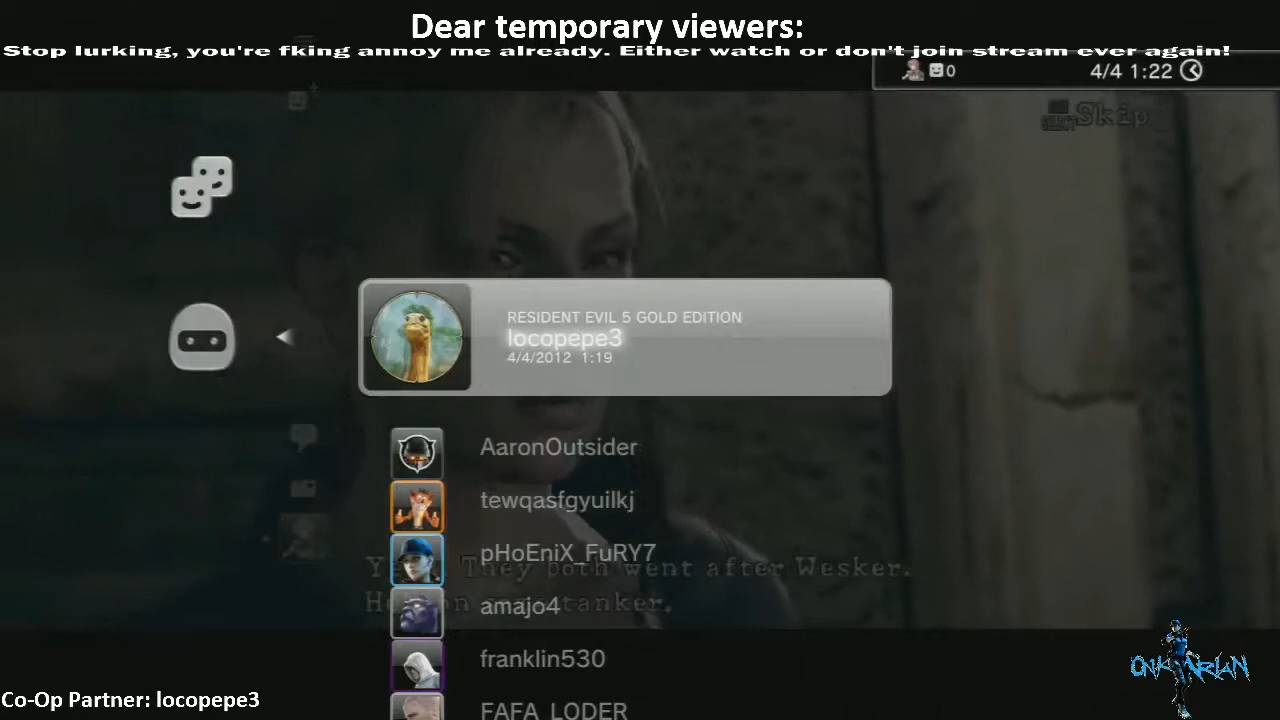 Dear temporary viewers:
Stop lurking, you're fking annoy me already. Either watch or don't join stream ever again!
0 4/4 1:22
SELECT Skip
RESIDENT EVIL 5 GOLD EDITION
locopepe3
4/4/2012 1:19
AaronOutsider
tewqasfgyuilkj
pHoEniX_FuRY7
They both went after Wesker.
amajo4
tanker.
franklin530
Co-Op Partner: locopepe3
FAFA_LODER